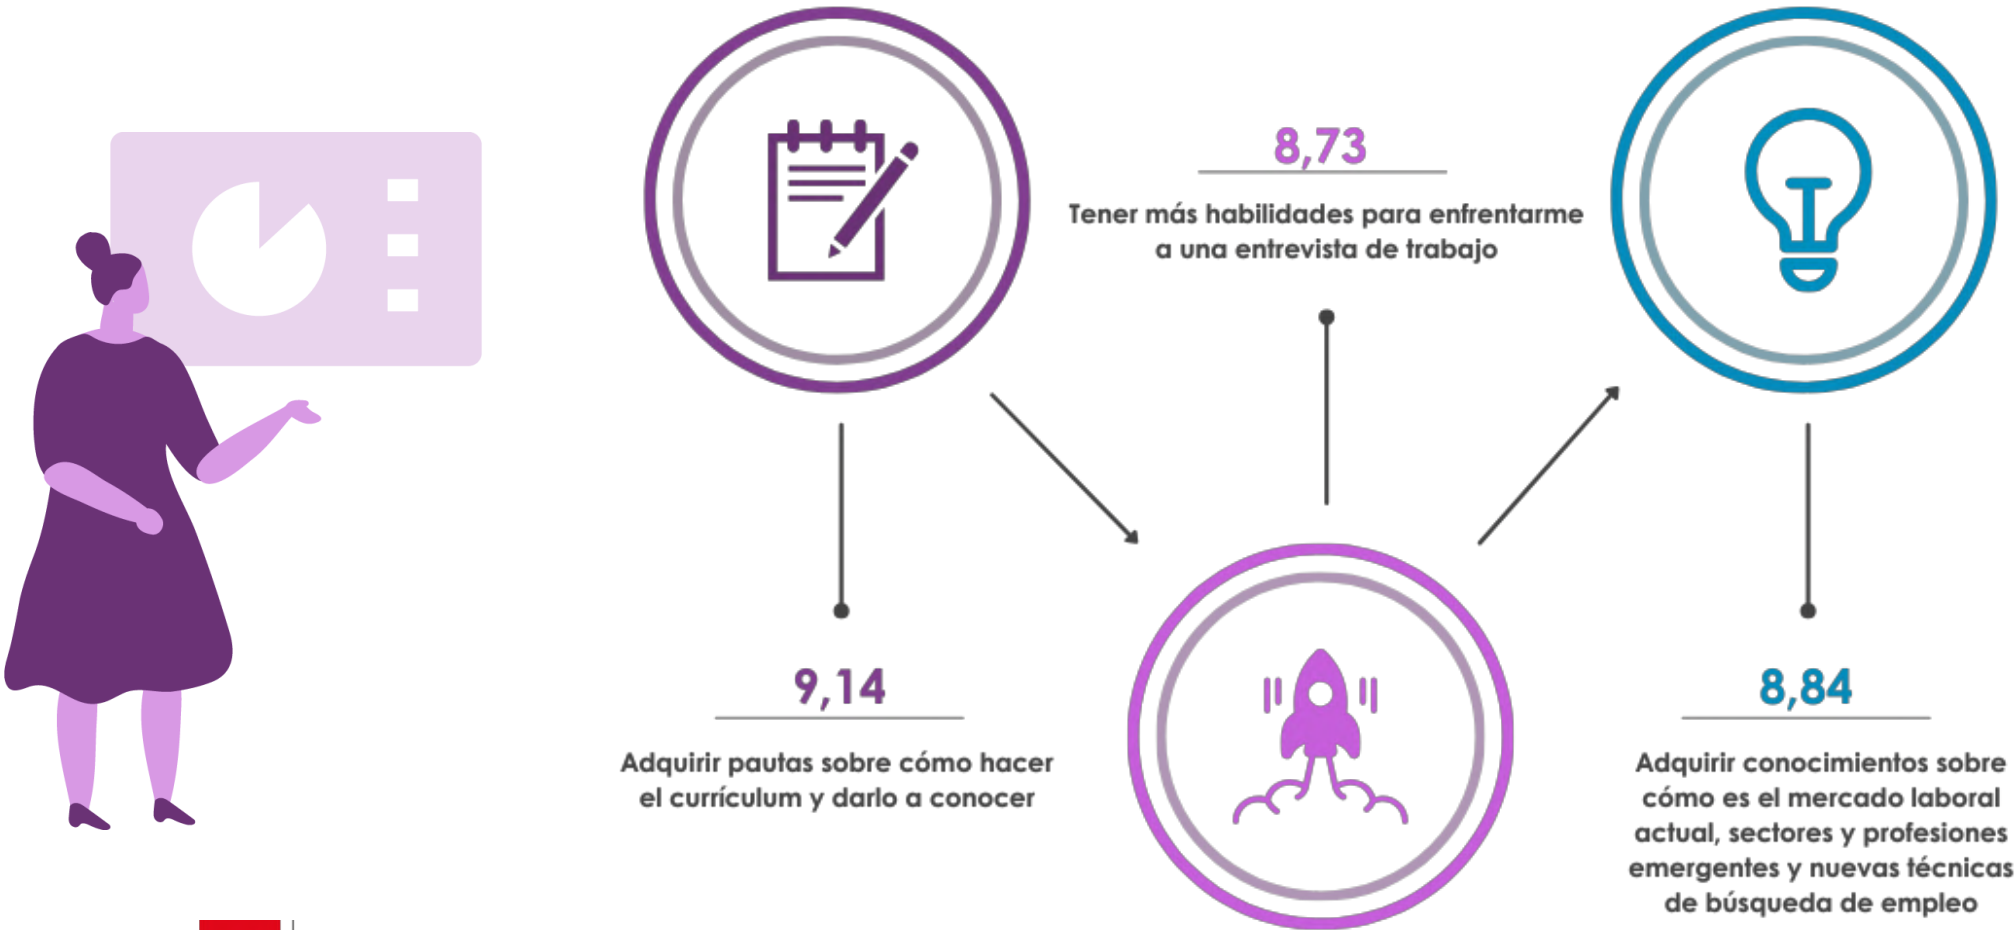 8,73
Tener más habilidades para enfrentarme
a una entrevista de trabajo
9,14
Adquirir pautas sobre cómo hacer
el currículum y darlo a conocer
8,84
Adquirir conocimientos sobre
cómo es el mercado laboral
actual, sectores y profesiones
emergentes y nuevas técnicas
de búsqueda de empleo